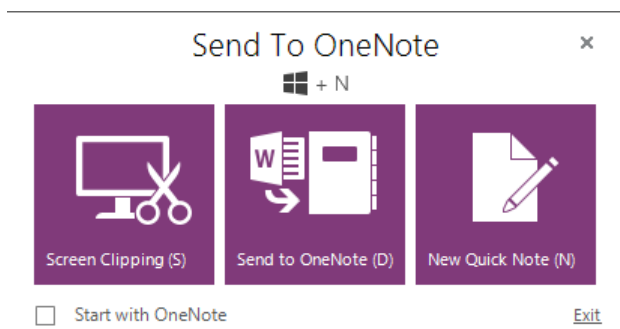 Send To OneNote
+ N
W
Screen Clipping (S)
Send to OneNote (D)
New Quick Note (N)
Start with OneNote
Exit